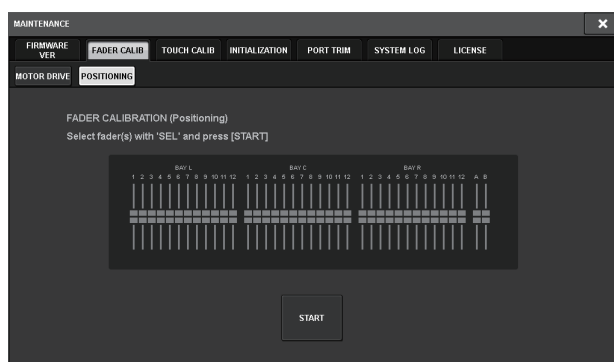 MAINTENANCE
FIRMWARE
VER
FADER CALIB
TOUCH CALIB
INITIALIZATION
PORT TRIM
SYSTEM LOG
LICENSE
MOTOR DRIVE
POSITIONING
FADER CALIBRATION (Positioning)
Select fader(s) with 'SEL' and press [START]
BAY L BAY C BAY R
1 2 3 4 5 6 7 8 9 10 11 12 1 2 3 4 5 6 7 8 9 10 11 12 1 2 3 4 5 6 7 8 9 10 11 12 A B
START